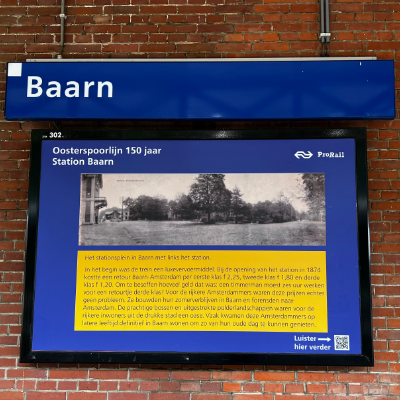 Baarn
302
Oosterspoorlijn 150 jaar
Station Baarn
ProRail
Het stationsplein in Baarn met links het station.
In het begin was de trein een luxevervoermiddel. Bij de opening van het station in 1874
kostte een retour Baarn-Amsterdam per eerste klas f 2,25, tweede klas f 1,80 en derde
klas f 1,20. Om te beseffen hoeveel geld dat was: een timmerman moest zes uur werken
voor een retourtje derde klas! Voor de rijkere Amsterdammers waren deze prijzen echter
geen probleem. Ze bouwden hun zomerverblijven in Baarn en forensden naar
Amsterdam. De prachtige bossen en uitgestrekte polderlandschappen waren voor de
rijkere inwoners uit de drukke stad een oase. Vaak kwamen deze Amsterdammers op
latere leeftijd definitief in Baarn wonen om zo van hun oude dag te kunnen genieten.
Luister
hier verder